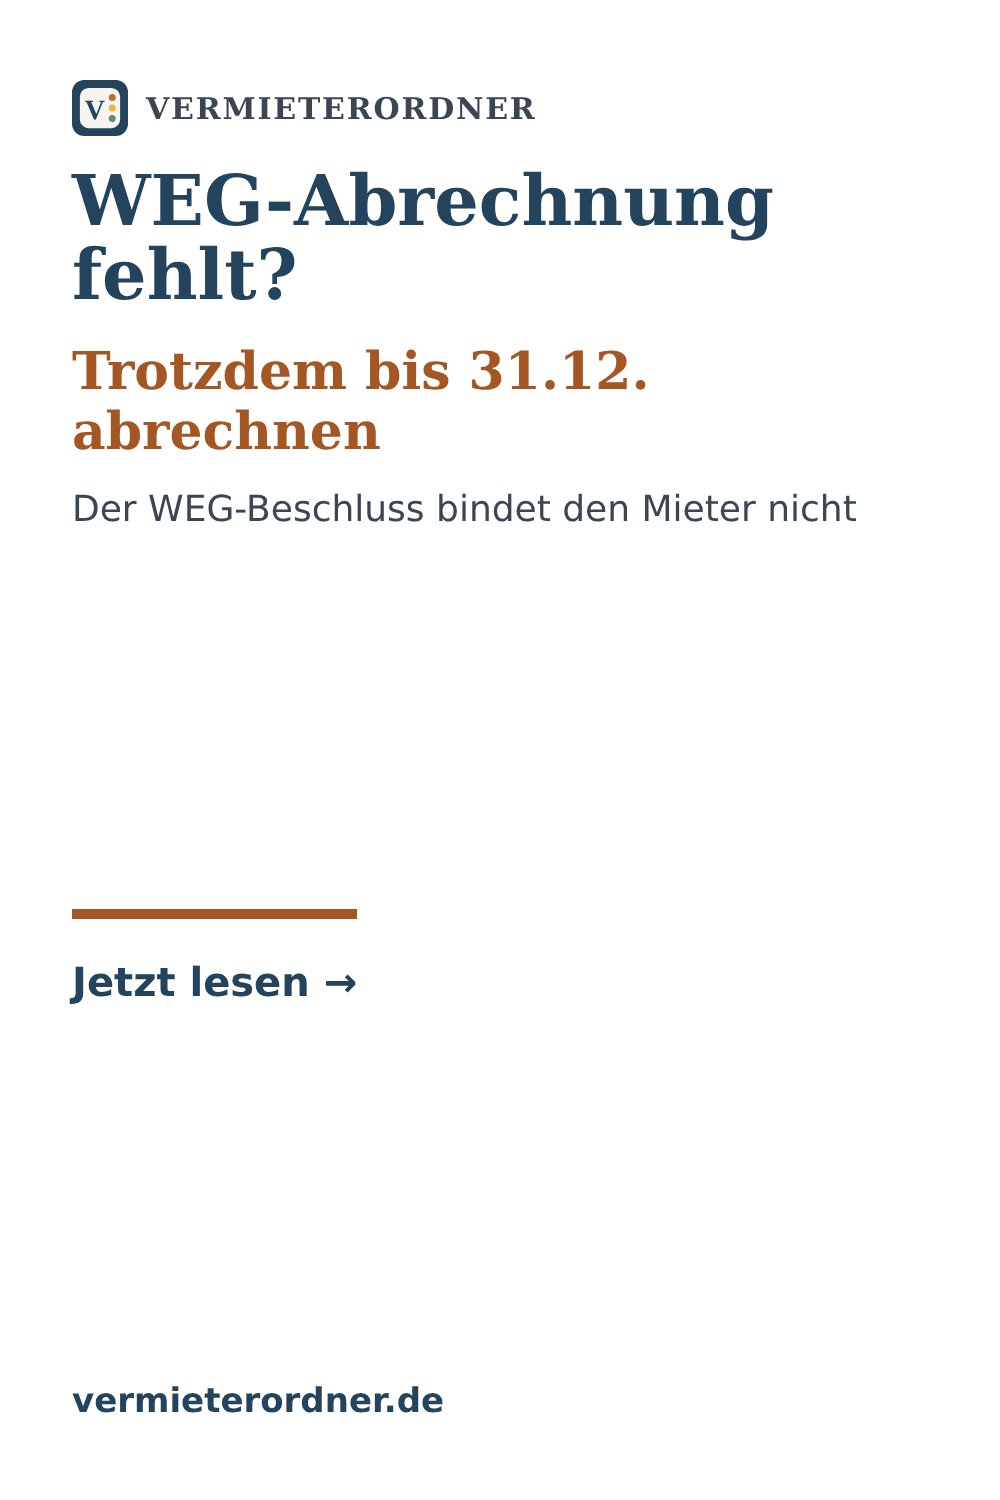 V
VERMIETERORDNER
WEG-Abrechnung
fehlt?
Trotzdem bis 31.12.
abrechnen
Der WEG-Beschluss bindet den Mieter nicht
Jetzt lesen →
vermieterordner.de